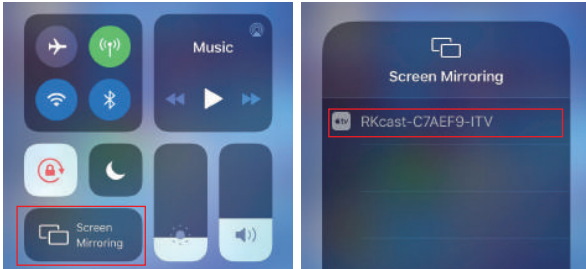 Music
Screen
Mirroring
Screen Mirroring
tv
RKcast-C7AEF9-ITV